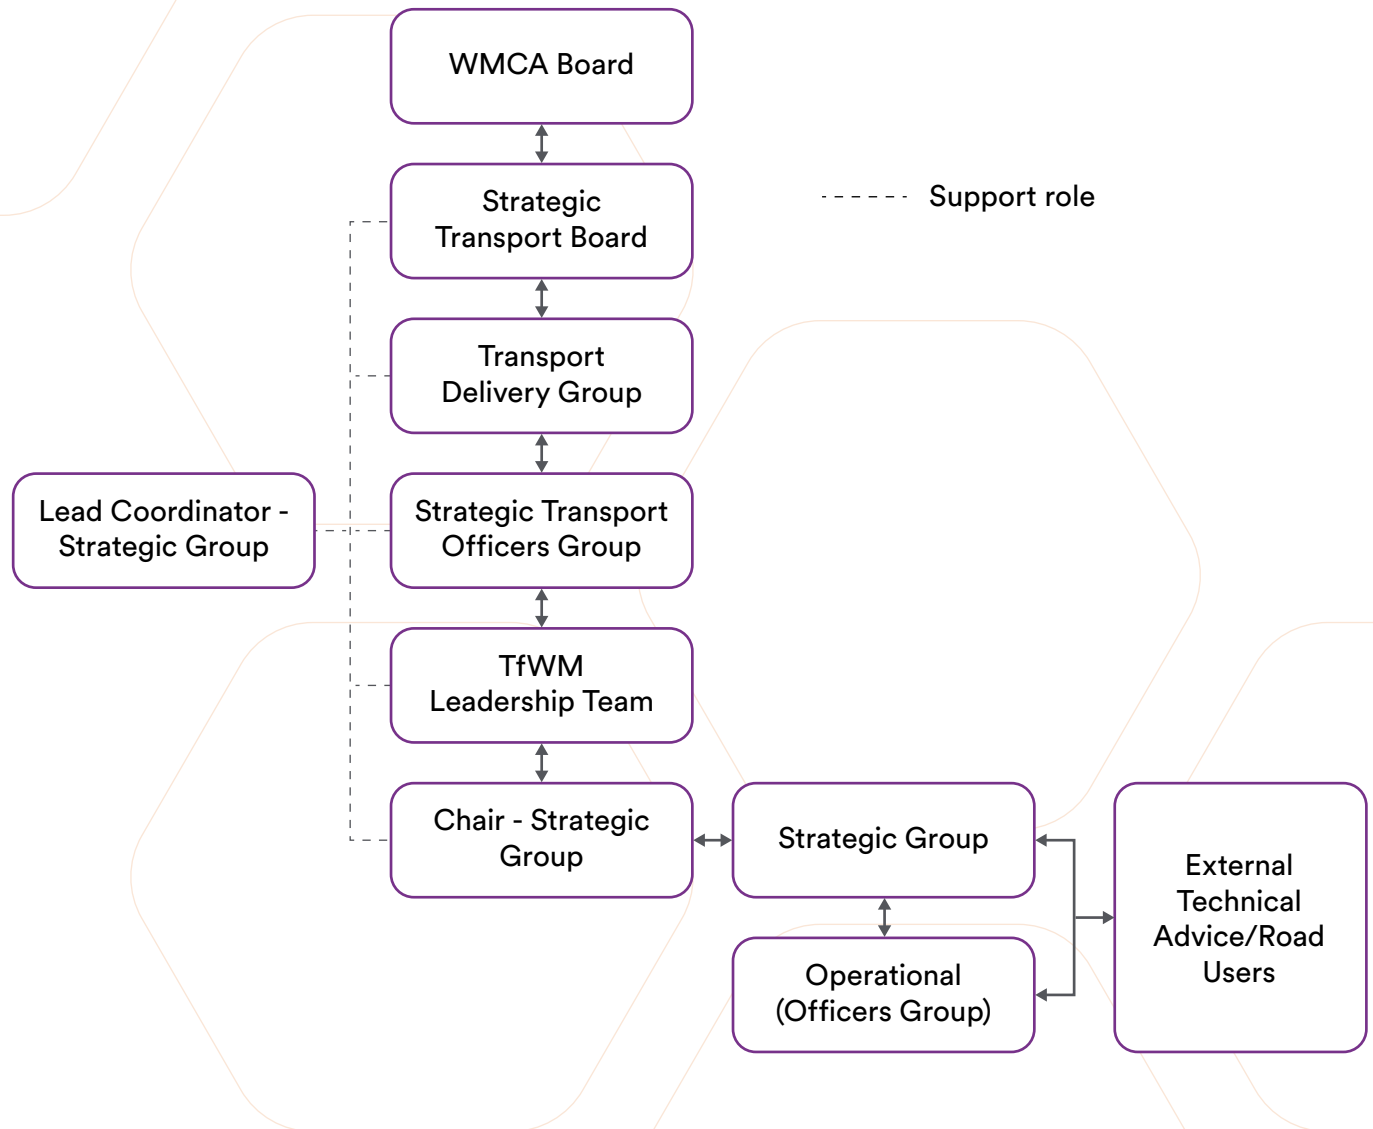 WMCA Board
Strategic
Transport Board
Support role
Transport
Delivery Group
Lead Coordinator -
Strategic Group
Strategic Transport
Officers Group
TfWM
Leadership Team
Chair - Strategic
Group
Strategic Group
Operational
(Officers Group)
External
Technical
Advice/Road
Users